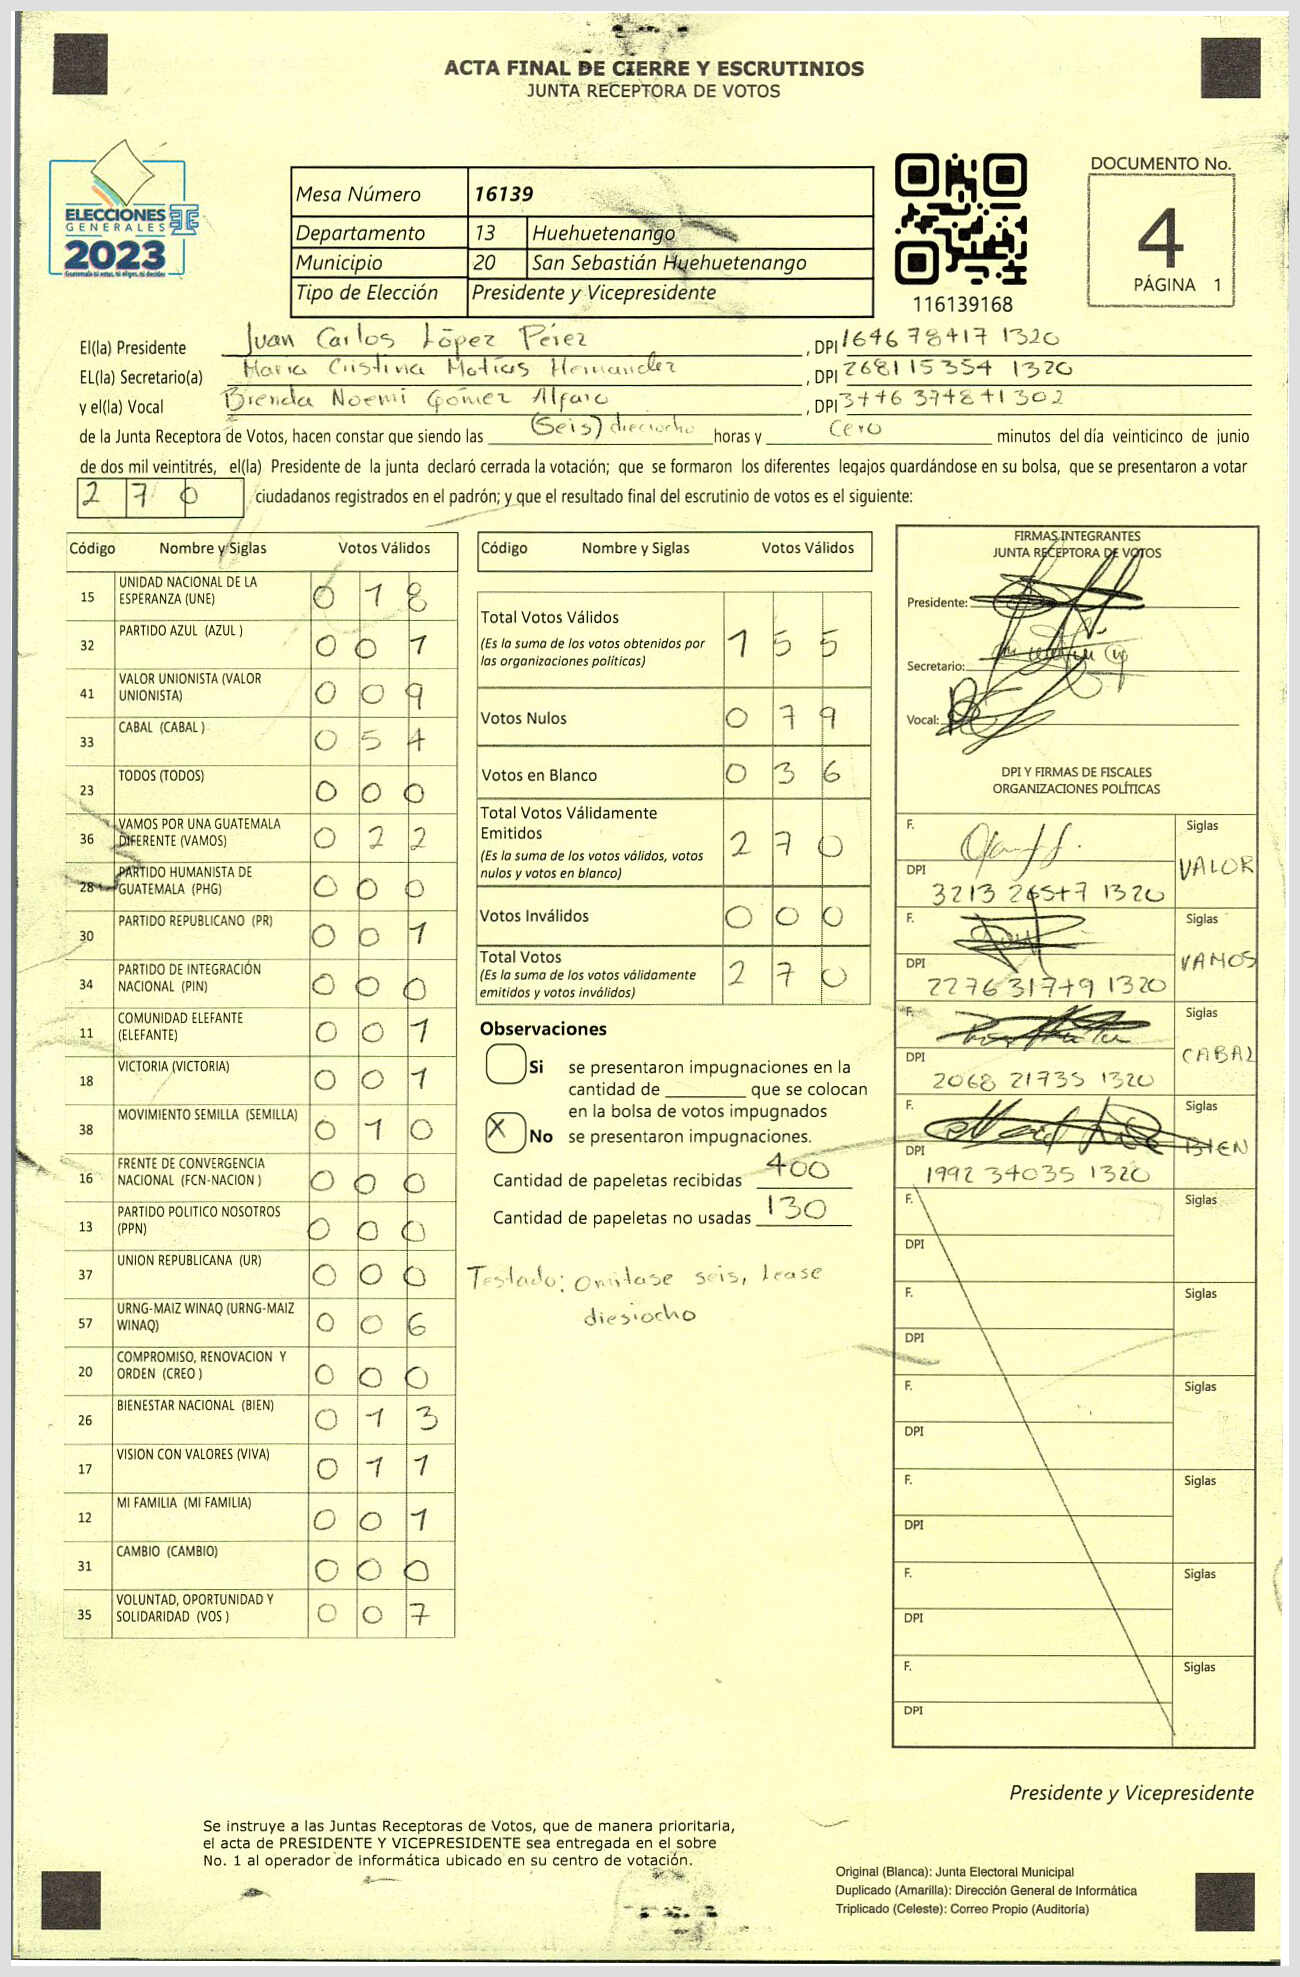 ACTA FINAL DE CIERRE Y ESCRUTINIOS
JUNTA RECEPTORA DE VOTOS
ELECCIONES
GENERALES
2023
Mesa Número 16139
Departamento 13 Huehuetenango
Municipio 20 San Sebastián Huehuetenango
Tipo de Elección Presidente y Vicepresidente
116139168
DOCUMENTO No.
4
PÁGINA 1
El(la) Presidente Juan Carlos López Pérez , DPI 1646 78417 1320
EL(la) Secretario(a) Maria Cristina Matías Hernandez , DPI 2681 15354 1320
y el(la) Vocal Brenda Noemi Gómez Alfaro , DPI 3446 37484 1302
de la Junta Receptora de Votos, hacen constar que siendo las (Seis) dieciocho horas y cero minutos del día veinticinco de junio
de dos mil veintitrés, el(la) Presidente de la junta declaró cerrada la votación; que se formaron los diferentes legajos guardándose en su bolsa, que se presentaron a votar
270 ciudadanos registrados en el padrón; y que el resultado final del escrutinio de votos es el siguiente:
Código Nombre y Siglas Votos Válidos
15 UNIDAD NACIONAL DE LA ESPERANZA (UNE) 0 1 8
32 PARTIDO AZUL (AZUL ) 0 0 1
41 VALOR UNIONISTA (VALOR UNIONISTA) 0 0 9
33 CABAL (CABAL ) 0 5 4
23 TODOS (TODOS) 0 0 0
36 VAMOS POR UNA GUATEMALA DIFERENTE (VAMOS) 0 2 2
28 PARTIDO HUMANISTA DE GUATEMALA (PHG) 0 0 0
30 PARTIDO REPUBLICANO (PR) 0 0 1
34 PARTIDO DE INTEGRACIÓN NACIONAL (PIN) 0 0 0
11 COMUNIDAD ELEFANTE (ELEFANTE) 0 0 1
18 VICTORIA (VICTORIA) 0 0 1
38 MOVIMIENTO SEMILLA (SEMILLA) 0 1 0
16 FRENTE DE CONVERGENCIA NACIONAL (FCN-NACION ) 0 0 0
13 PARTIDO POLITICO NOSOTROS (PPN) 0 0 0
37 UNION REPUBLICANA (UR) 0 0 0
57 URNG-MAIZ WINAQ (URNG-MAIZ WINAQ) 0 0 6
20 COMPROMISO, RENOVACION Y ORDEN (CREO ) 0 0 0
26 BIENESTAR NACIONAL (BIEN) 0 1 3
17 VISION CON VALORES (VIVA) 0 1 1
12 MI FAMILIA (MI FAMILIA) 0 0 1
31 CAMBIO (CAMBIO) 0 0 0
35 VOLUNTAD, OPORTUNIDAD Y SOLIDARIDAD (VOS ) 0 0 7
Código Nombre y Siglas Votos Válidos
Total Votos Válidos 1 5 5
(Es la suma de los votos obtenidos por
las organizaciones políticas)
Votos Nulos 0 7 9
Votos en Blanco 0 3 6
Total Votos Válidamente
Emitidos 2 7 0
(Es la suma de los votos válidos, votos
nulos y votos en blanco)
Votos Inválidos 0 0 0
Total Votos 2 7 0
(Es la suma de los votos válidamente
emitidos y votos inválidos)
Observaciones
Si se presentaron impugnaciones en la
cantidad de ________ que se colocan
en la bolsa de votos impugnados
X No se presentaron impugnaciones.
Cantidad de papeletas recibidas 400
Cantidad de papeletas no usadas 130
Testado: omitase seis, lease
diesiocho
FIRMAS INTEGRANTES
JUNTA RECEPTORA DE VOTOS
Presidente:
Secretario:
Vocal:
DPI Y FIRMAS DE FISCALES
ORGANIZACIONES POLÍTICAS
F. Siglas
DPI VALOR
3213 26547 1320
F. Siglas
DPI VAMOS
2276 31749 1320
F. Siglas
DPI CABAL
2068 21735 1320
F. Siglas
DPI BIEN
1992 34035 1320
F. Siglas
DPI
F. Siglas
DPI
F. Siglas
DPI
F. Siglas
DPI
F. Siglas
DPI
F. Siglas
DPI
Presidente y Vicepresidente
Se instruye a las Juntas Receptoras de Votos, que de manera prioritaria,
el acta de PRESIDENTE Y VICEPRESIDENTE sea entregada en el sobre
No. 1 al operador de informática ubicado en su centro de votación.
Original (Blanca): Junta Electoral Municipal
Duplicado (Amarilla): Dirección General de Informática
Triplicado (Celeste): Correo Propio (Auditoría)